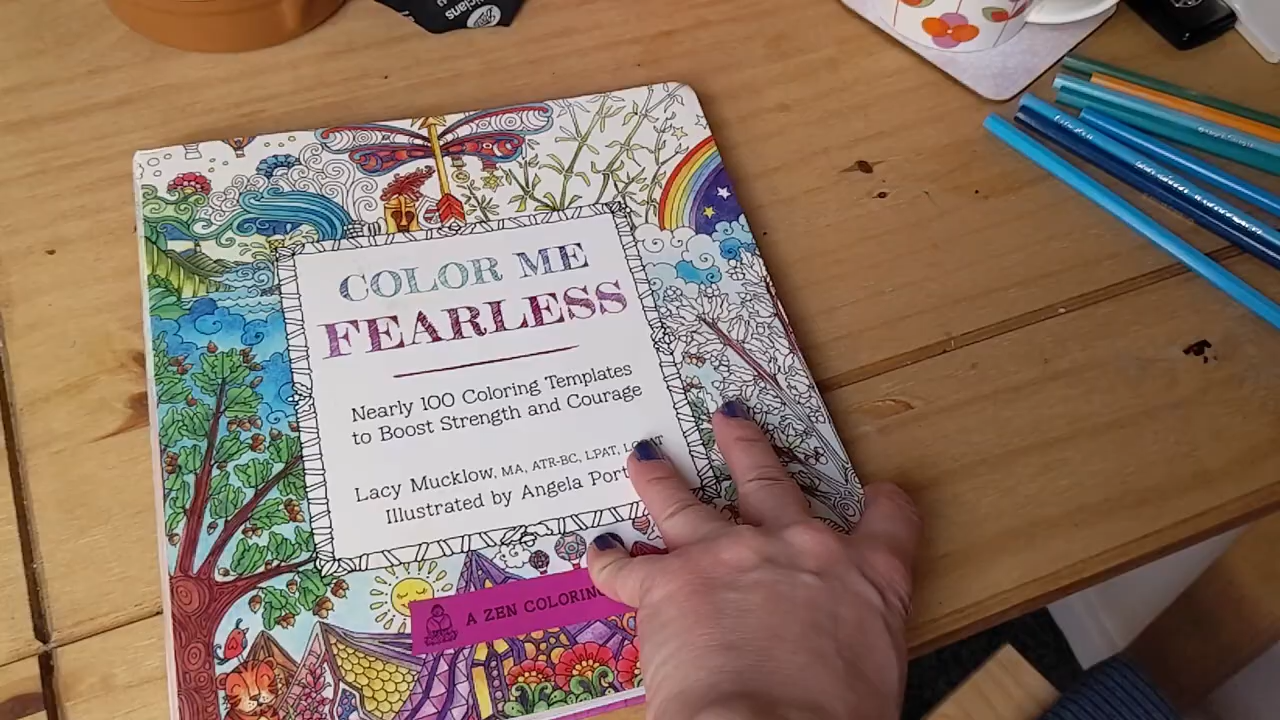 COLOR ME
FEARLESS
Nearly 100 Coloring Templates
to Boost Strength and Courage
Lacy Mucklow, MA, ATR-BC, LPAT,
Illustrated by Angela
A ZEN COLORING